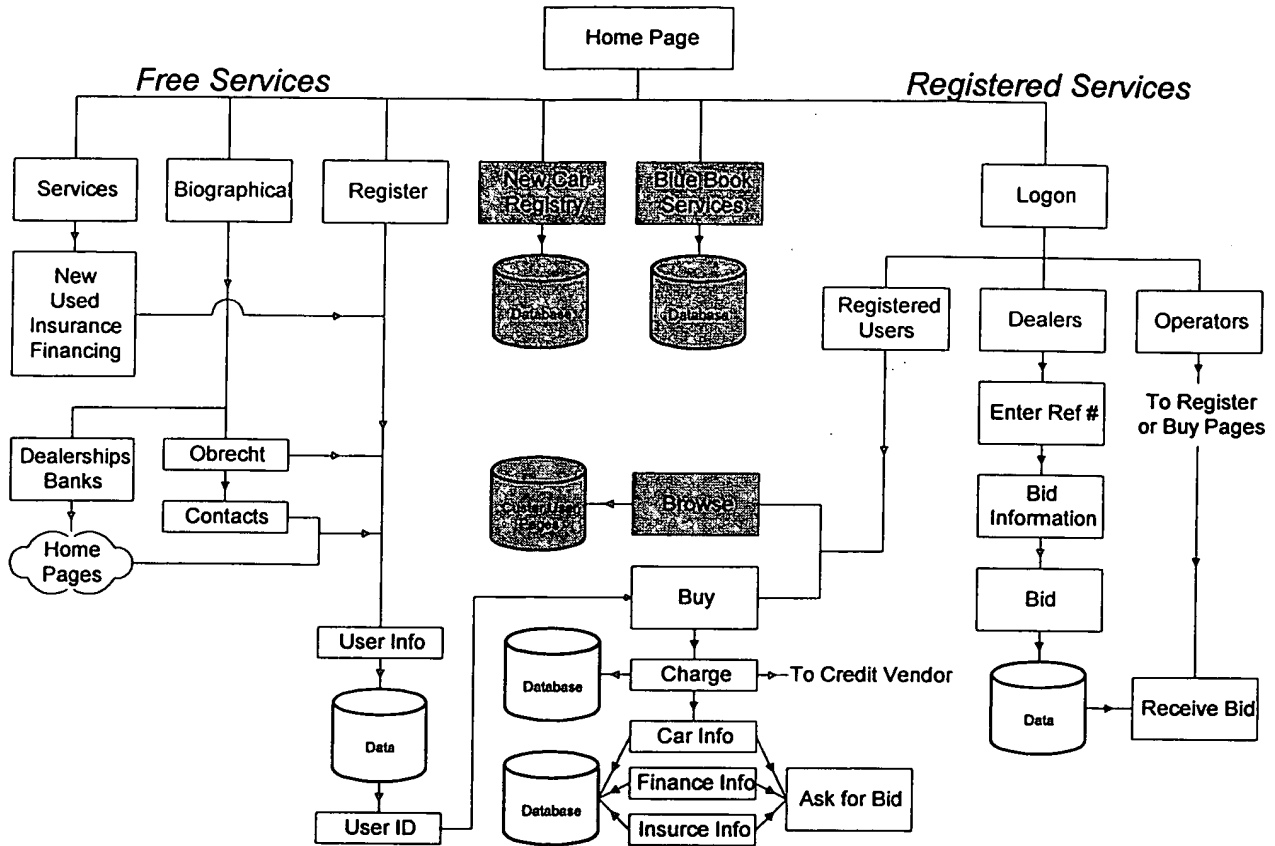 Home Page
Free Services
Registered Services
Services
Biographical
Register
New Car
Registry
Blue Book
Services
Logon
New
Used
Insurance
Financing
Database
Database
Registered
Users
Dealers
Operators
Enter Ref #
To Register
or Buy Pages
Dealerships
Banks
Obrecht
Contacts
Browse
Pages
Bid
Information
Home
Pages
Buy
Bid
User Info
Database
Charge
To Credit Vendor
Data
Receive Bid
Data
Car Info
Database
Finance Info
Ask for Bid
User ID
Insurce Info